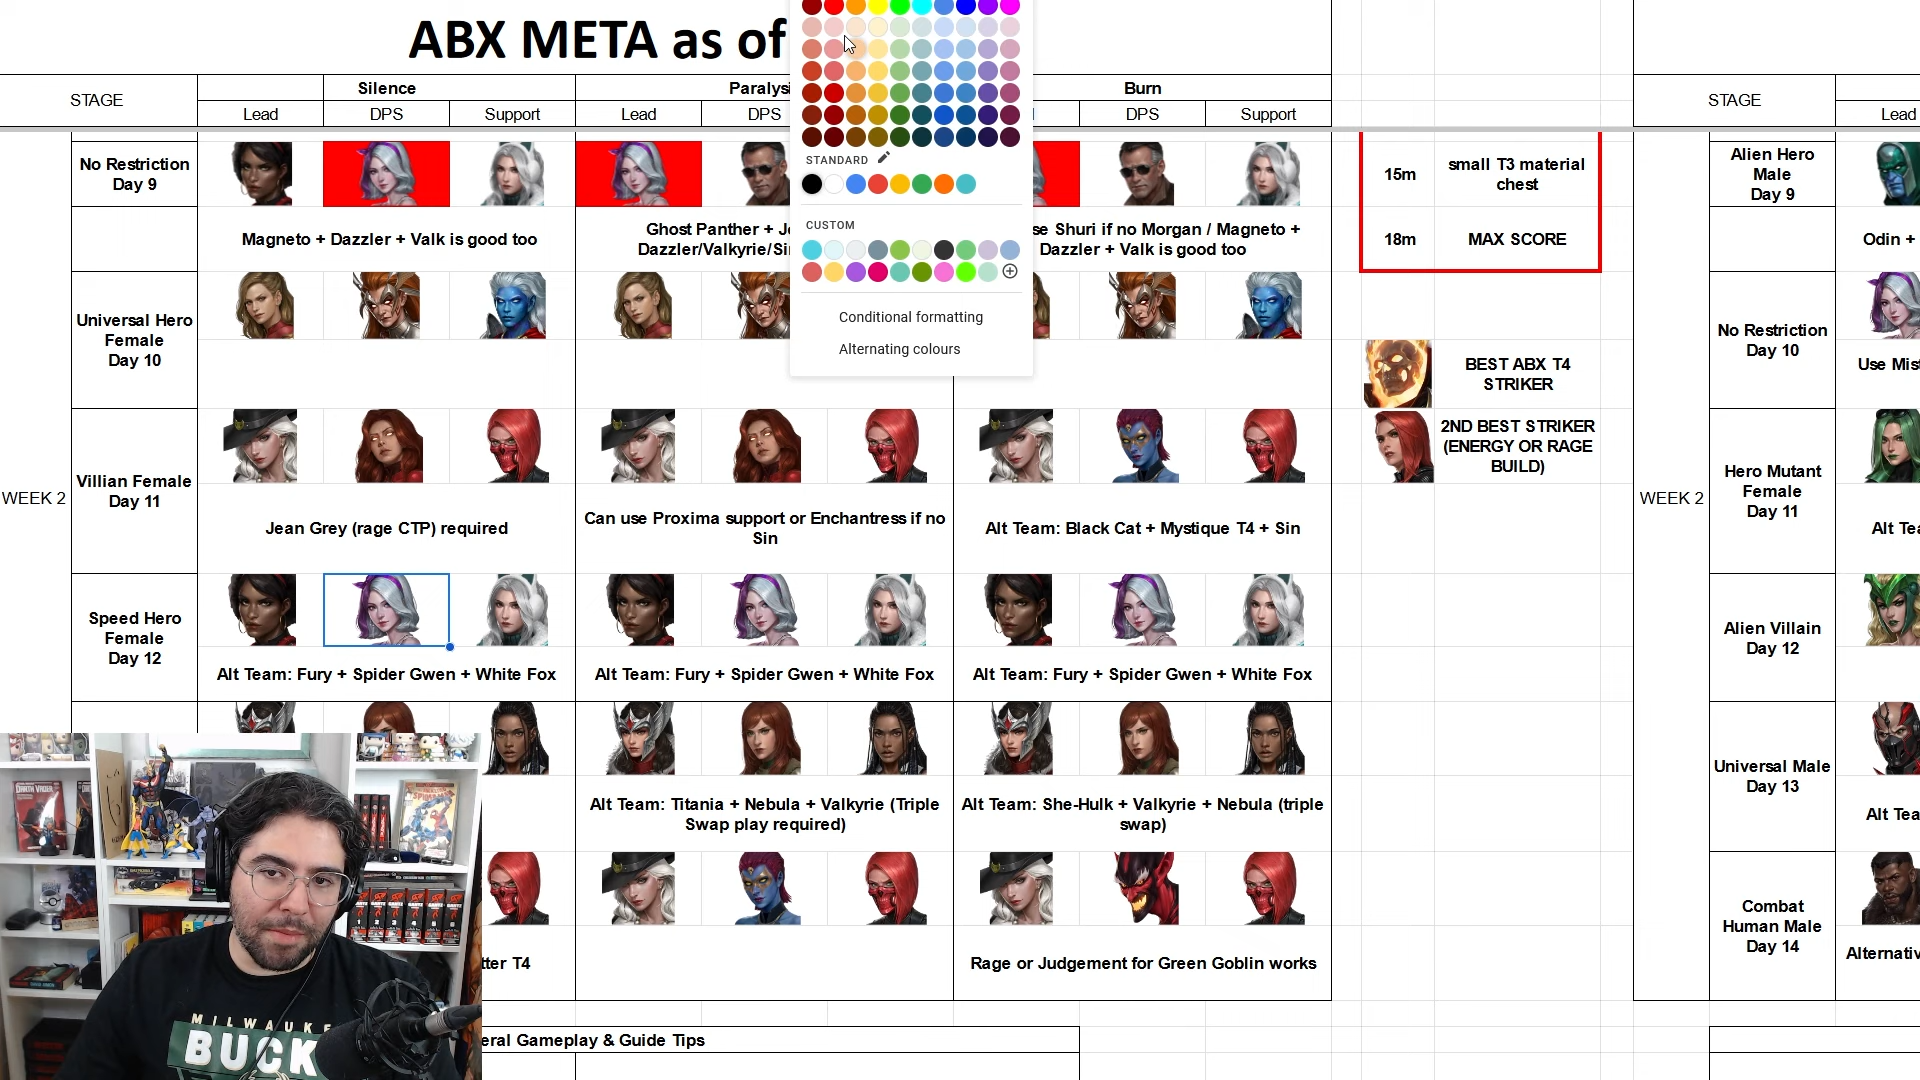 ABX META as of
STAGE
Silence
Paralysi
Burn
STAGE
Lead
DPS
Support
Lead
DPS
DPS
Support
Lead
STANDARD
CUSTOM
Conditional formatting
Alternating colours
No Restriction
Day 9
Magneto + Dazzler + Valk is good too
Ghost Panther + J
Dazzler/Valkyrie/Si
se Shuri if no Morgan / Magneto +
Dazzler + Valk is good too
15m
small T3 material
chest
18m
MAX SCORE
Alien Hero
Male
Day 9
Odin +
WEEK 2
Universal Hero
Female
Day 10
BEST ABX T4
STRIKER
No Restriction
Day 10
Use Mist
Villian Female
Day 11
Jean Grey (rage CTP) required
Can use Proxima support or Enchantress if no
Sin
Alt Team: Black Cat + Mystique T4 + Sin
2ND BEST STRIKER
(ENERGY OR RAGE
BUILD)
WEEK 2
Hero Mutant
Female
Day 11
Alt Tea
Speed Hero
Female
Day 12
Alt Team: Fury + Spider Gwen + White Fox
Alt Team: Fury + Spider Gwen + White Fox
Alt Team: Fury + Spider Gwen + White Fox
Alien Villain
Day 12
Alt Team: Titania + Nebula + Valkyrie (Triple
Swap play required)
Alt Team: She-Hulk + Valkyrie + Nebula (triple
swap)
Universal Male
Day 13
Alt Tea
tter T4
Rage or Judgement for Green Goblin works
Combat
Human Male
Day 14
Alternativ
eral Gameplay & Guide Tips
DARTH VADER
MILWAUKE
BUCK